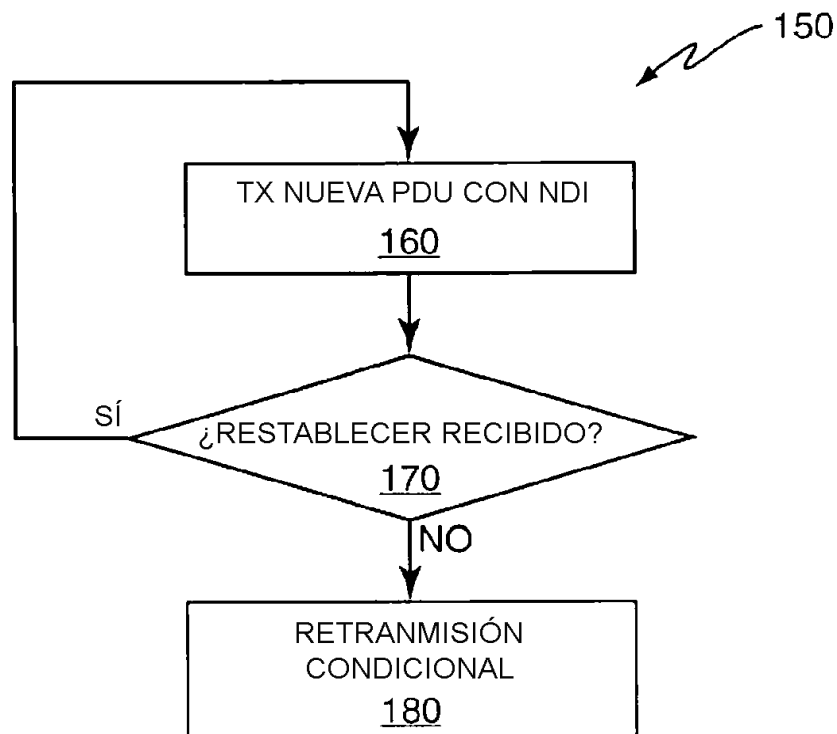 150
TX NUEVA PDU CON NDI
160
SÍ
¿RESTABLECER RECIBIDO?
170
NO
RETRANMISIÓN
CONDICIONAL
180